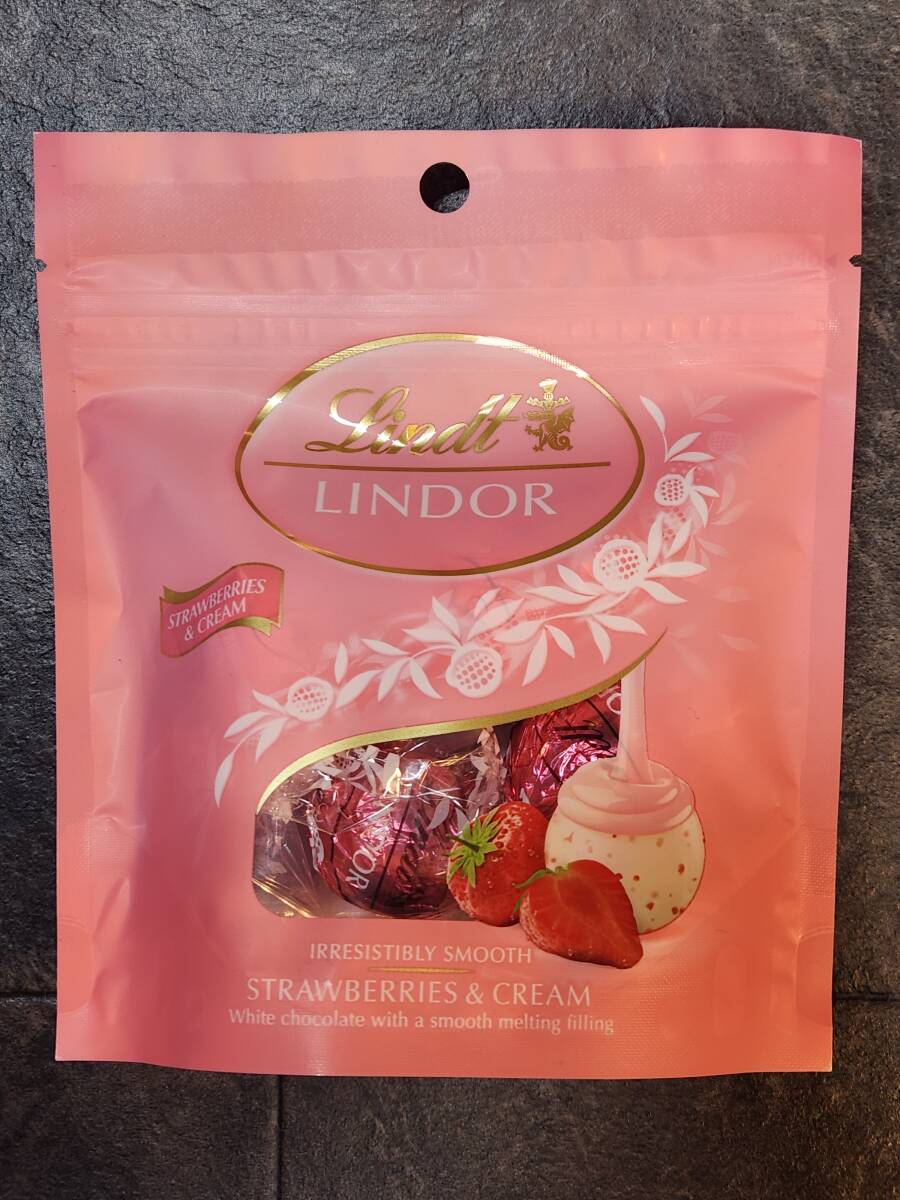 Lindt
LINDOR
STRAWBERRIES
& CREAM
IRRESISTIBLY SMOOTH
STRAWBERRIES & CREAM
White chocolate with a smooth melting filling